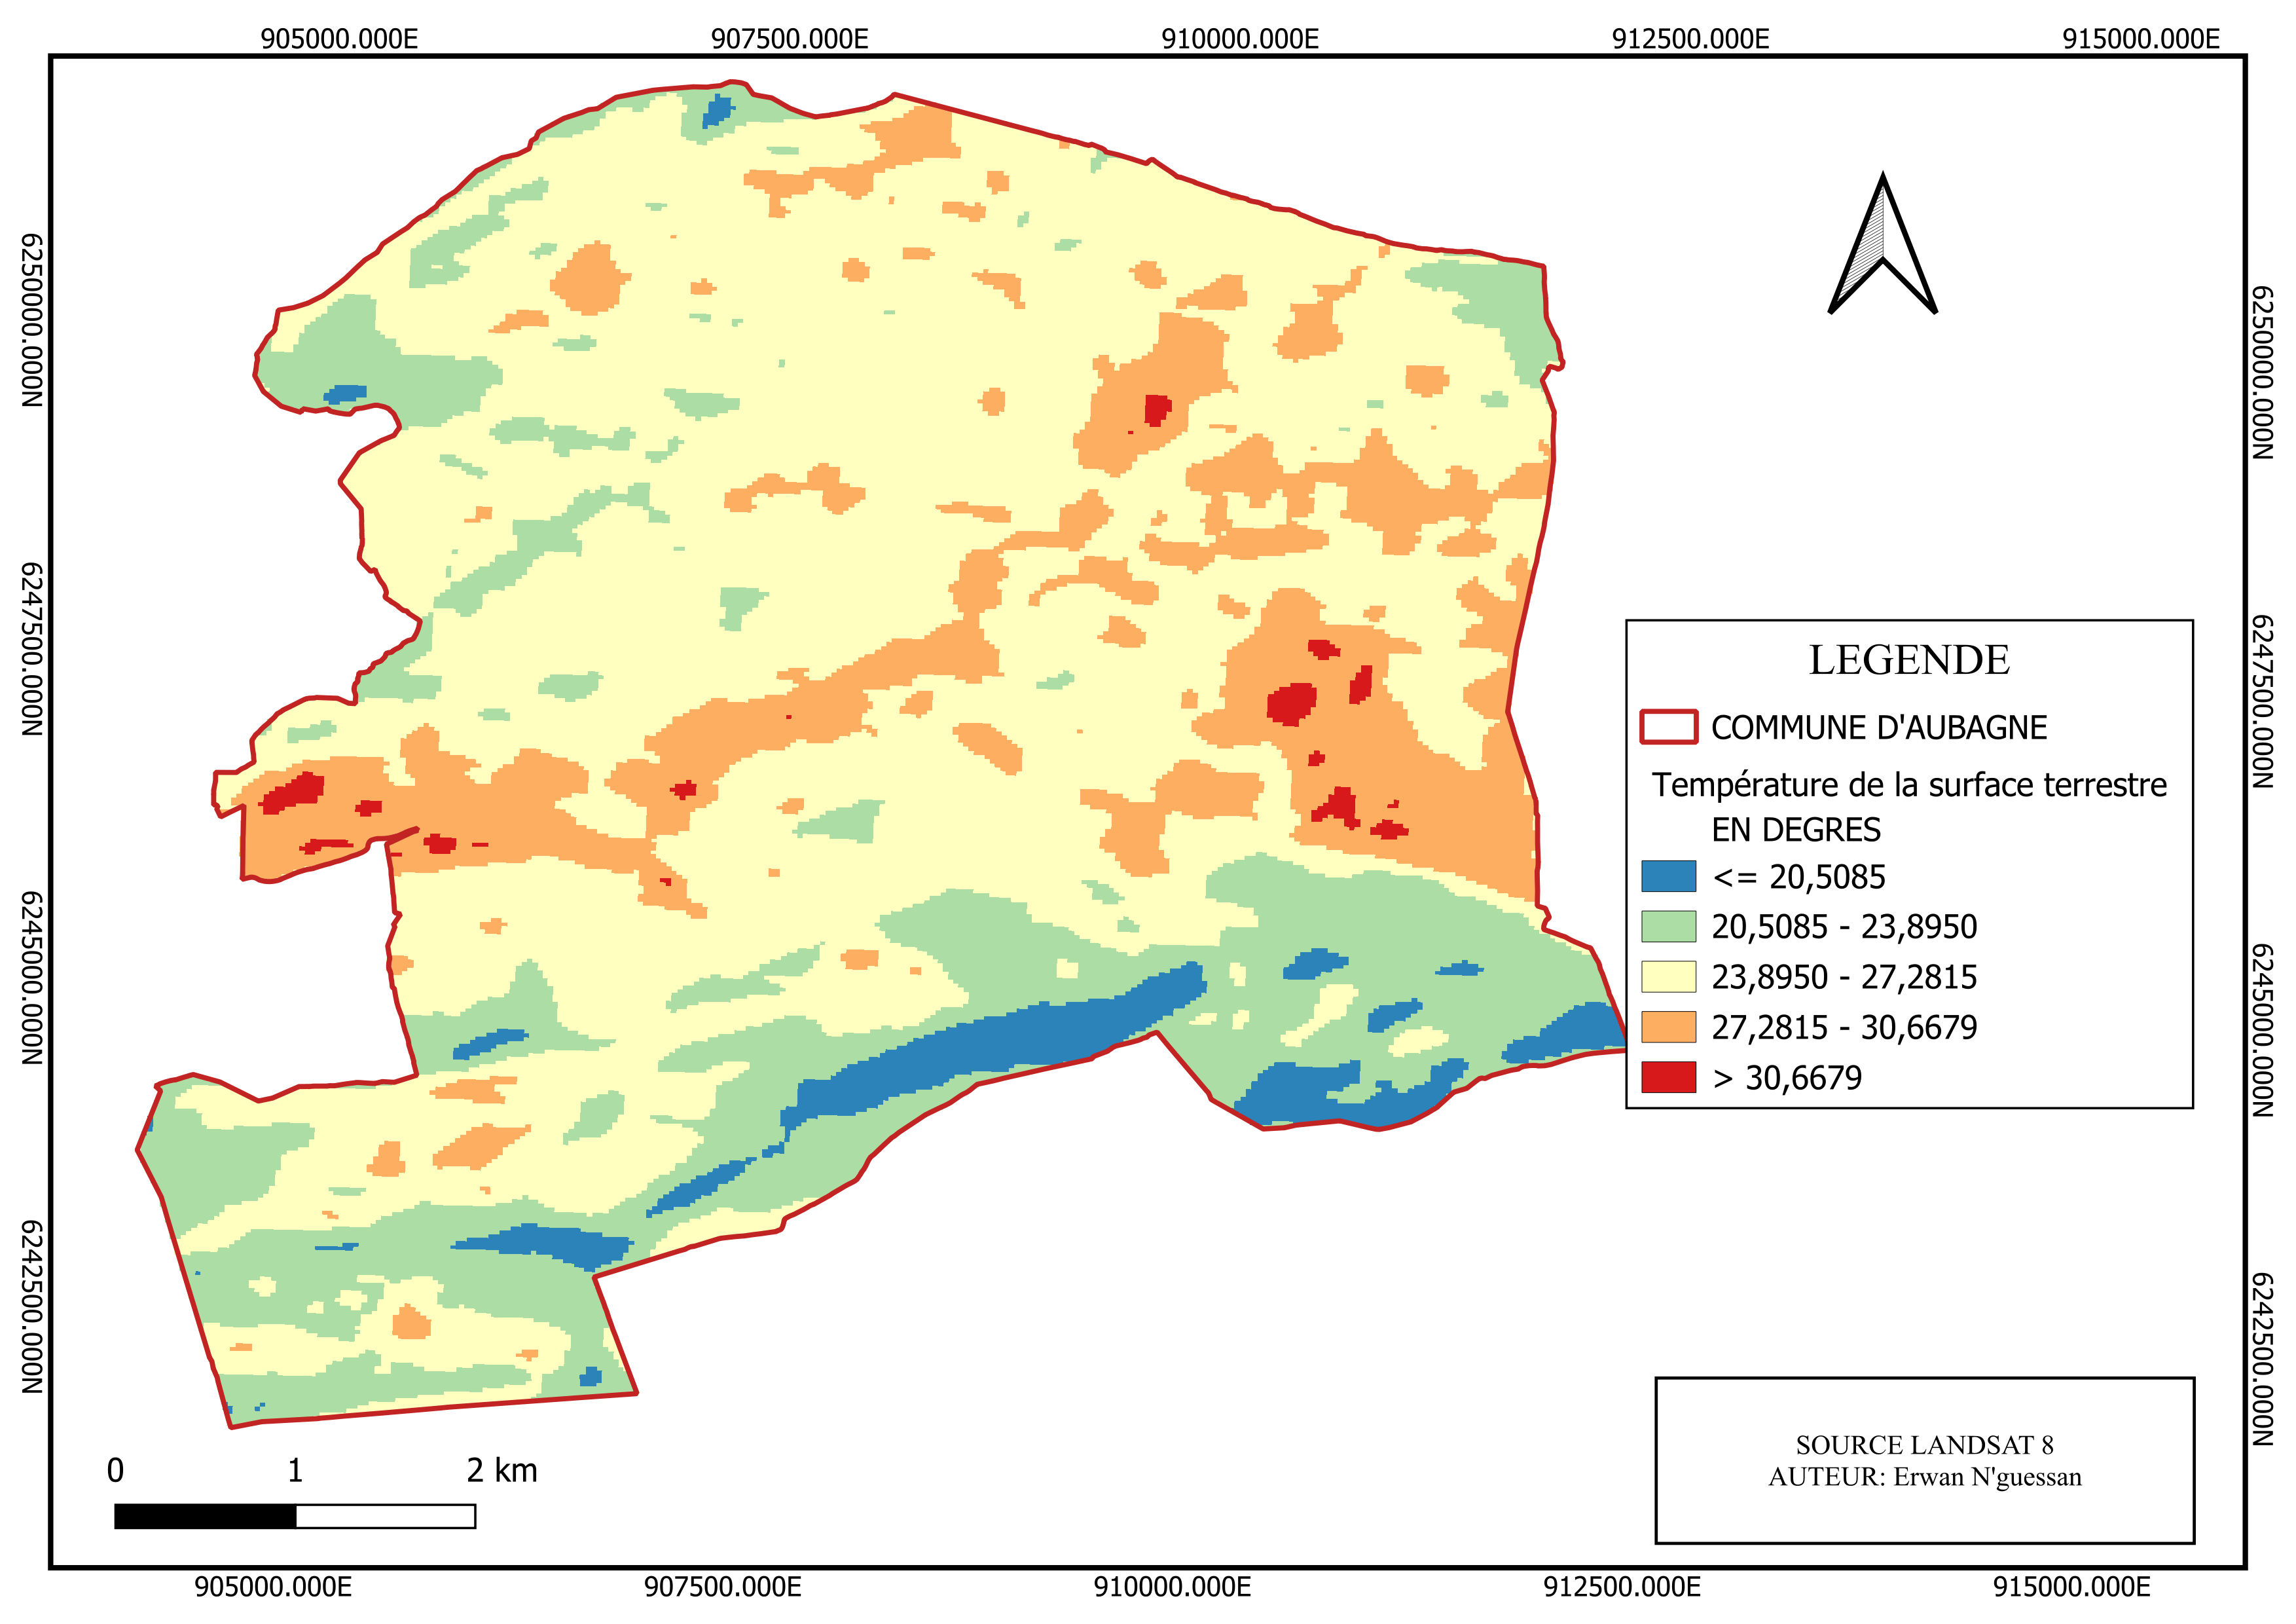 905000.000E 907500.000E 910000.000E 912500.000E 915000.000E
6250000.000N
6247500.000N
6245000.000N
6242500.000N
6250000.000N
6247500.000N
6245000.000N
6242500.000N
LEGENDE
COMMUNE D'AUBAGNE
Température de la surface terrestre
EN DEGRES
<= 20,5085
20,5085 - 23,8950
23,8950 - 27,2815
27,2815 - 30,6679
> 30,6679
SOURCE LANDSAT 8
AUTEUR: Erwan N'guessan
0 1 2 km
905000.000E 907500.000E 910000.000E 912500.000E 915000.000E